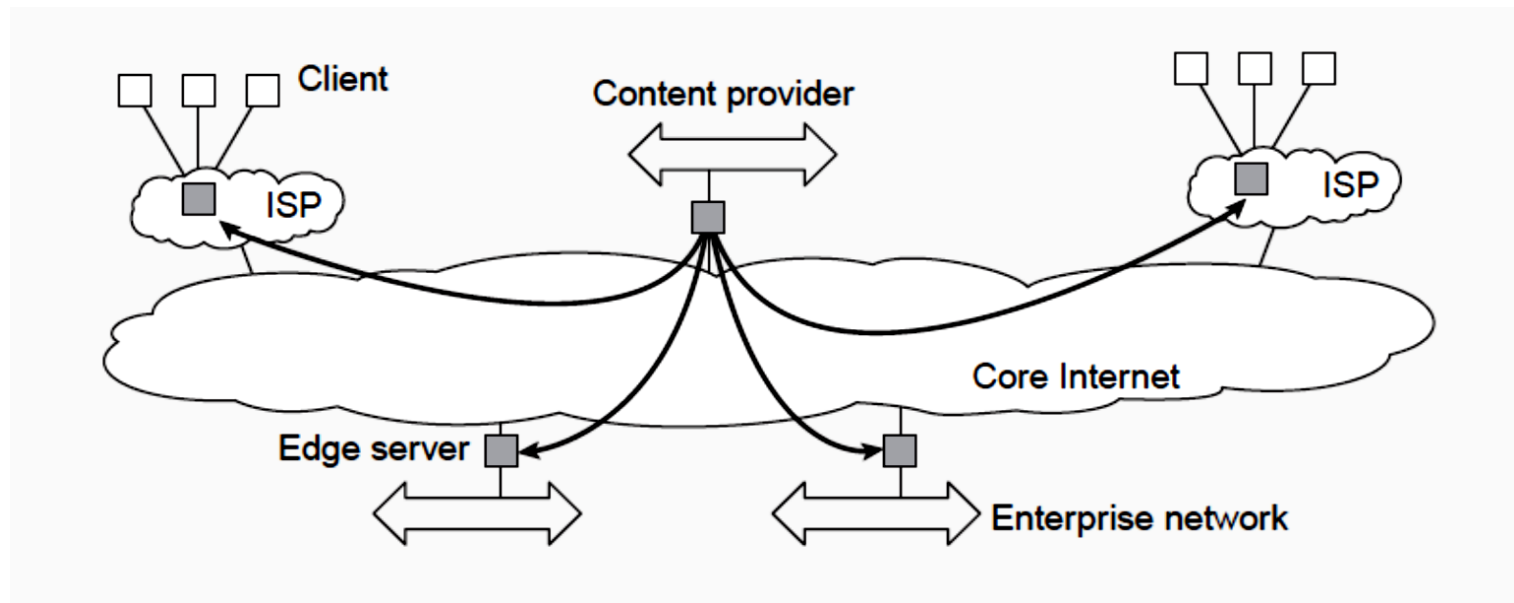 Client
Content provider
ISP
ISP
Core Internet
Edge server
Enterprise network